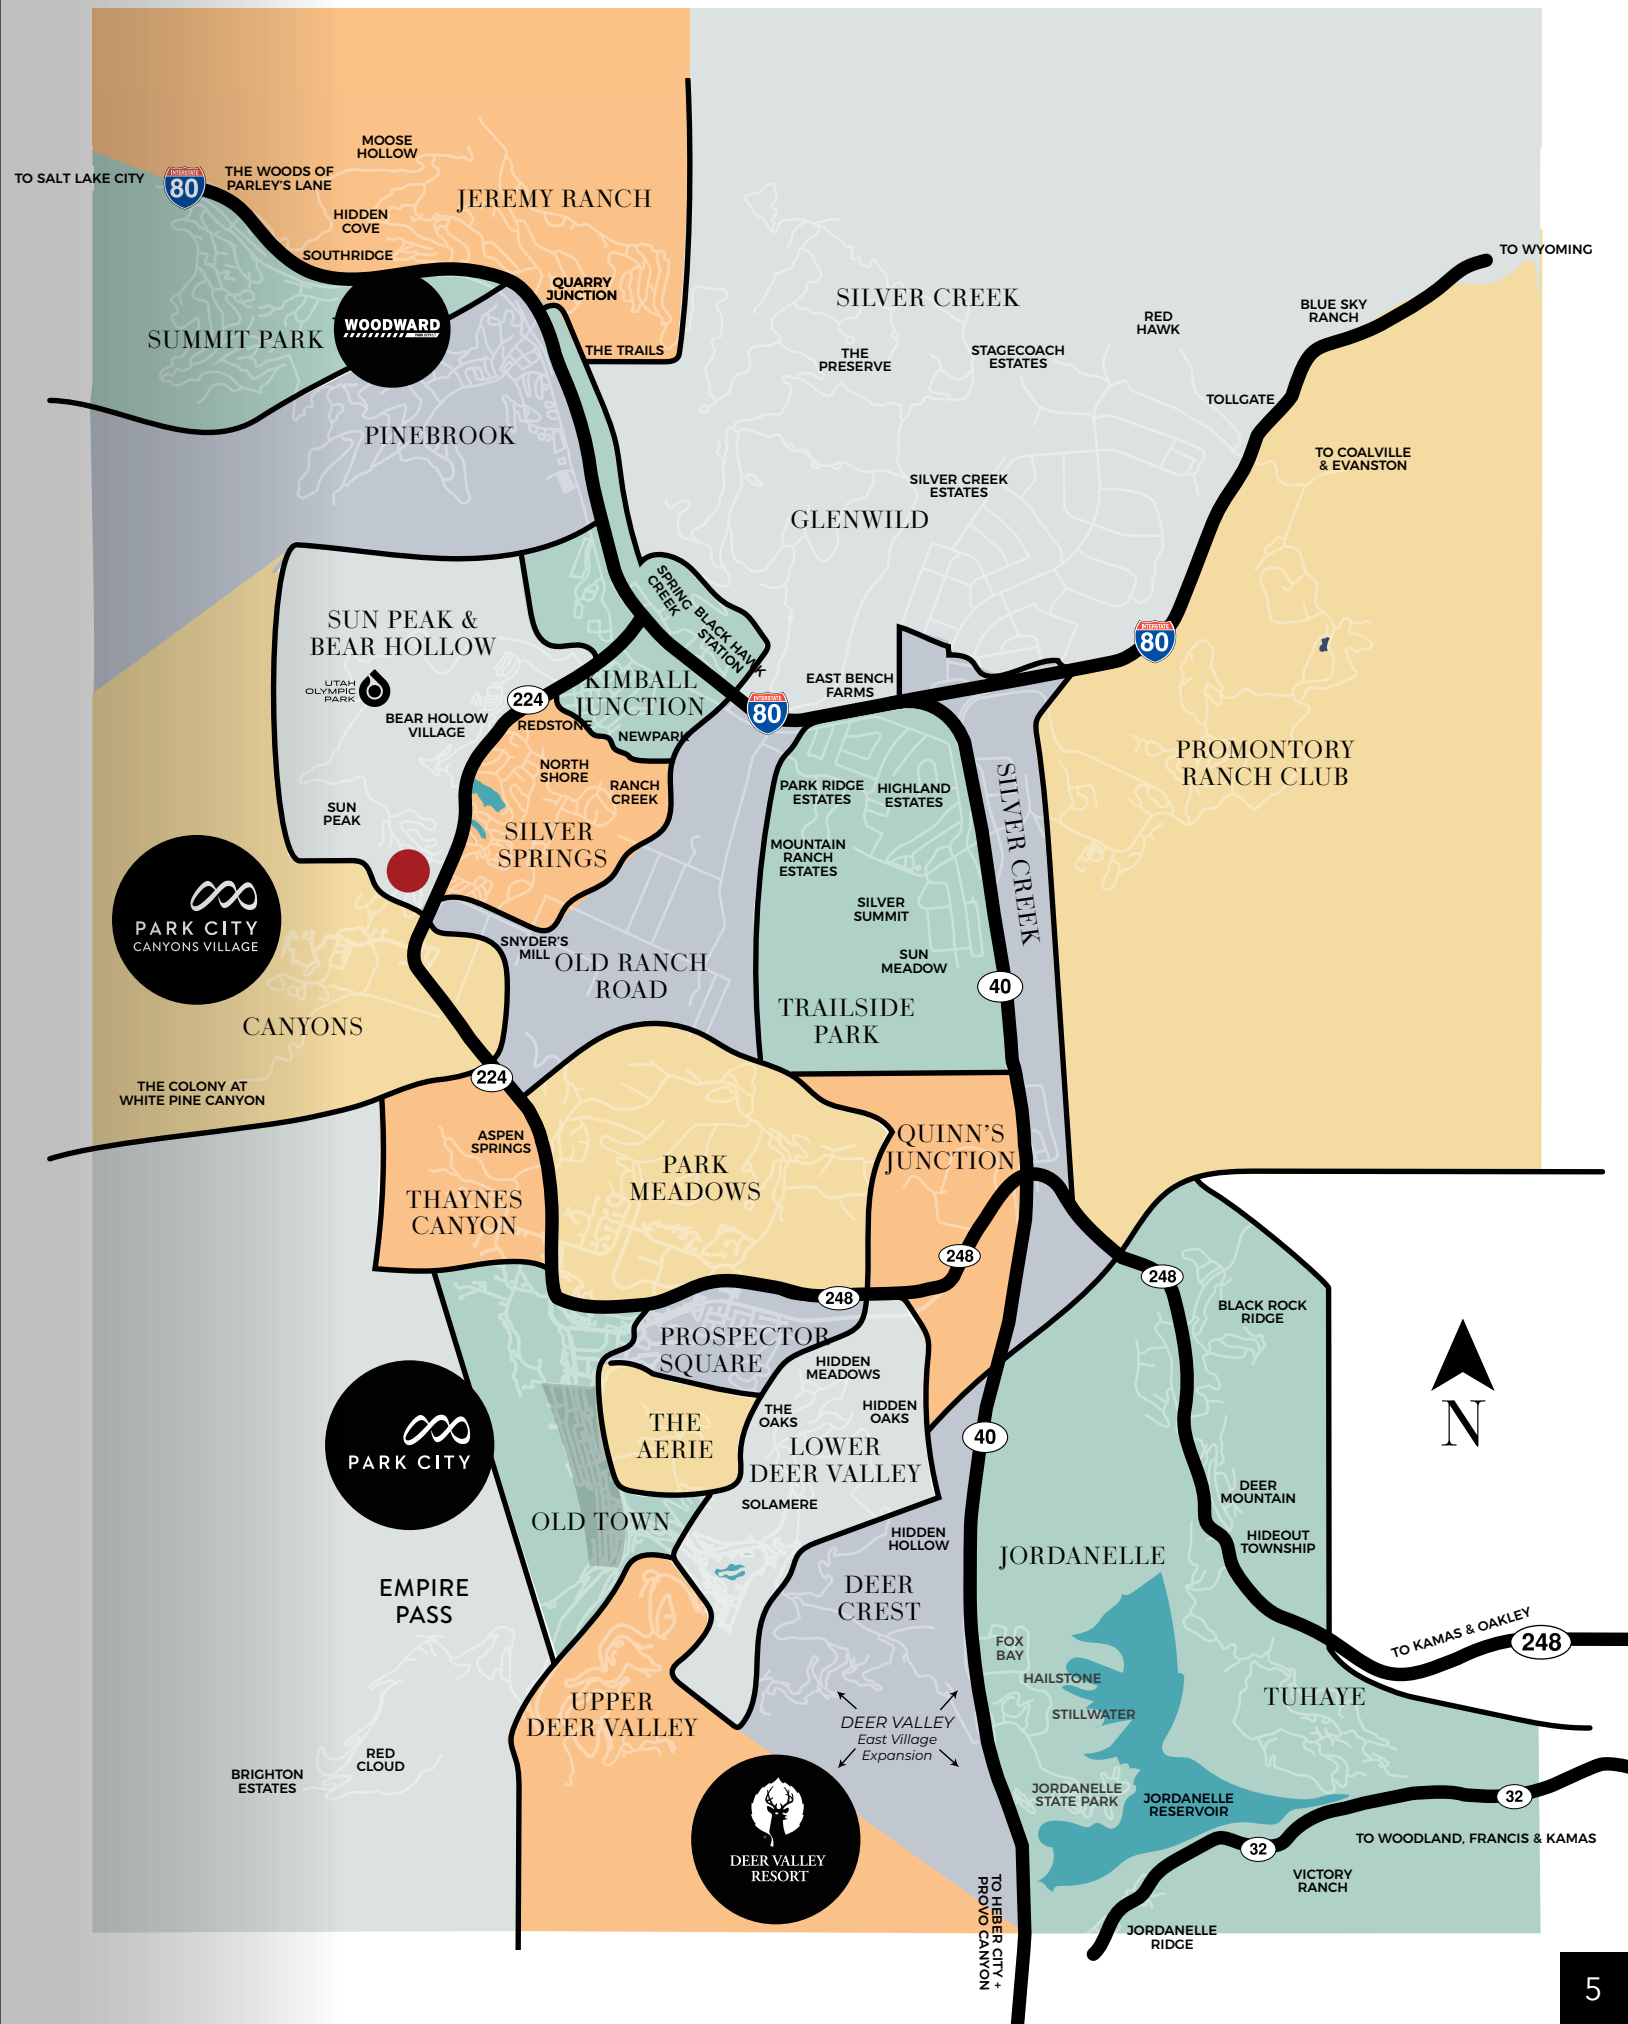 MOOSE
HOLLOW
TO SALT LAKE CITY
INTERSTATE
80
THE WOODS OF
PARLEY'S LANE
JEREMY RANCH
HIDDEN
COVE
SOUTHRIDGE
TO WYOMING
QUARRY
JUNCTION
SILVER CREEK
BLUE SKY
RANCH
RED
HAWK
WOODWARD
SUMMIT PARK
THE TRAILS
THE
PRESERVE
STAGECOACH
ESTATES
TOLLGATE
PINEBROOK
TO COALVILLE
& EVANSTON
SILVER CREEK
ESTATES
GLENWILD
SPRING
CREEK
BLACK HAWK
STATION
SUN PEAK &
BEAR HOLLOW
INTERSTATE
80
UTAH
OLYMPIC
PARK
224
KIMBALL
JUNCTION
EAST BENCH
FARMS
INTERSTATE
80
BEAR HOLLOW
VILLAGE
REDSTONE
NEWPARK
PROMONTORY
RANCH CLUB
NORTH
SHORE
RANCH
CREEK
PARK RIDGE
ESTATES
HIGHLAND
ESTATES
SILVER CREEK
SUN
PEAK
SILVER
SPRINGS
MOUNTAIN
RANCH
ESTATES
PARK CITY
CANYONS VILLAGE
SILVER
SUMMIT
SNYDER'S
MILL
OLD RANCH
ROAD
SUN
MEADOW
40
CANYONS
TRAILSIDE
PARK
224
THE COLONY AT
WHITE PINE CANYON
ASPEN
SPRINGS
QUINN'S
JUNCTION
PARK
MEADOWS
THAYNES
CANYON
248
248
248
BLACK ROCK
RIDGE
PROSPECTOR
SQUARE
HIDDEN
MEADOWS
N
THE
OAKS
HIDDEN
OAKS
THE
AERIE
40
LOWER
DEER VALLEY
PARK CITY
DEER
MOUNTAIN
SOLAMERE
OLD TOWN
HIDDEN
HOLLOW
HIDEOUT
TOWNSHIP
JORDANELLE
EMPIRE
PASS
DEER
CREST
TO KAMAS & OAKLEY
248
FOX
BAY
HAILSTONE
STILLWATER
TUHAYE
UPPER
DEER VALLEY
DEER VALLEY
East Village
Expansion
RED
CLOUD
BRIGHTON
ESTATES
JORDANELLE
STATE PARK
JORDANELLE
RESERVOIR
32
TO WOODLAND, FRANCIS & KAMAS
32
DEER VALLEY
RESORT
VICTORY
RANCH
TO HEBER CITY +
PROVO CANYON
JORDANELLE
RIDGE
5